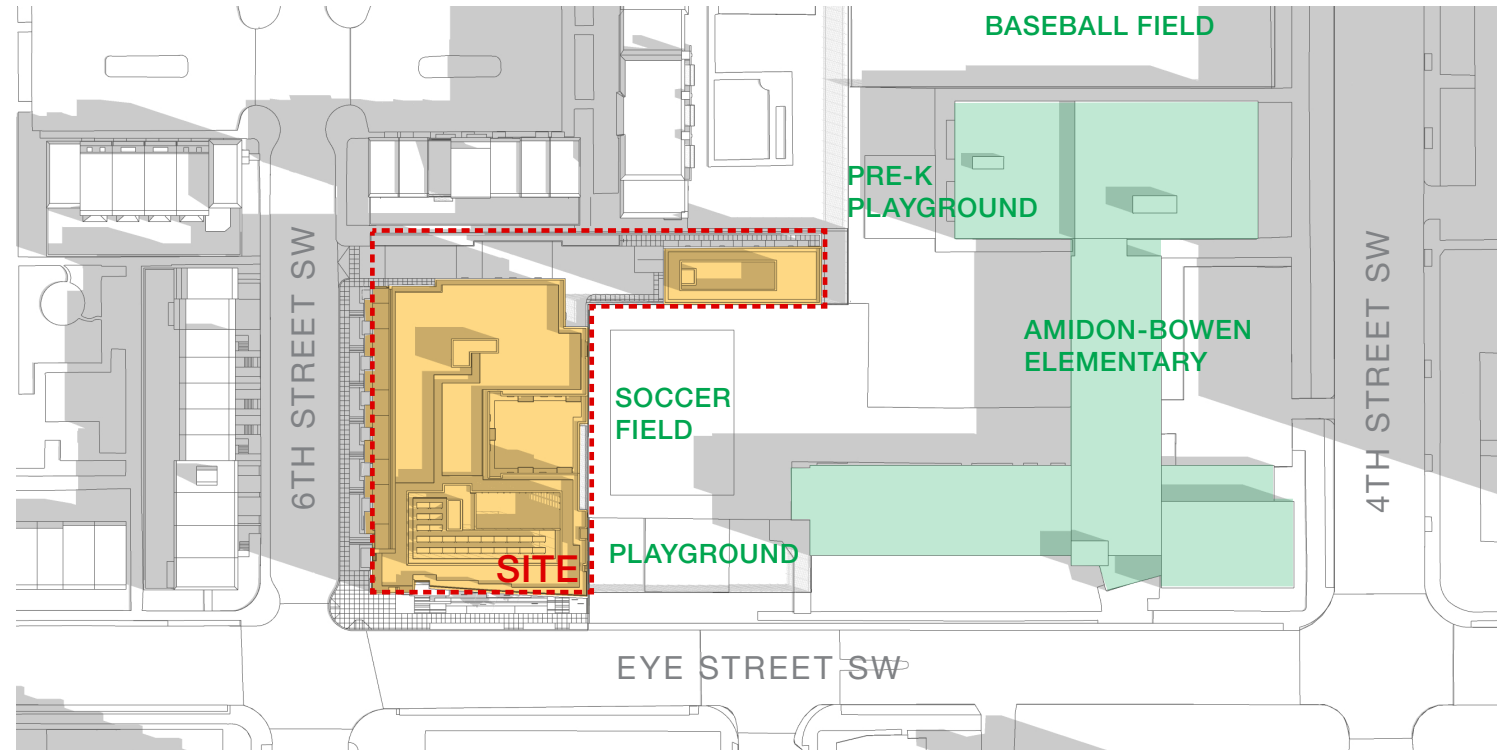 BASEBALL FIELD
PRE-K
PLAYGROUND
6TH STREET SW
4TH STREET SW
AMIDON-BOWEN
ELEMENTARY
SOCCER
FIELD
PLAYGROUND
SITE
EYE STREET SW